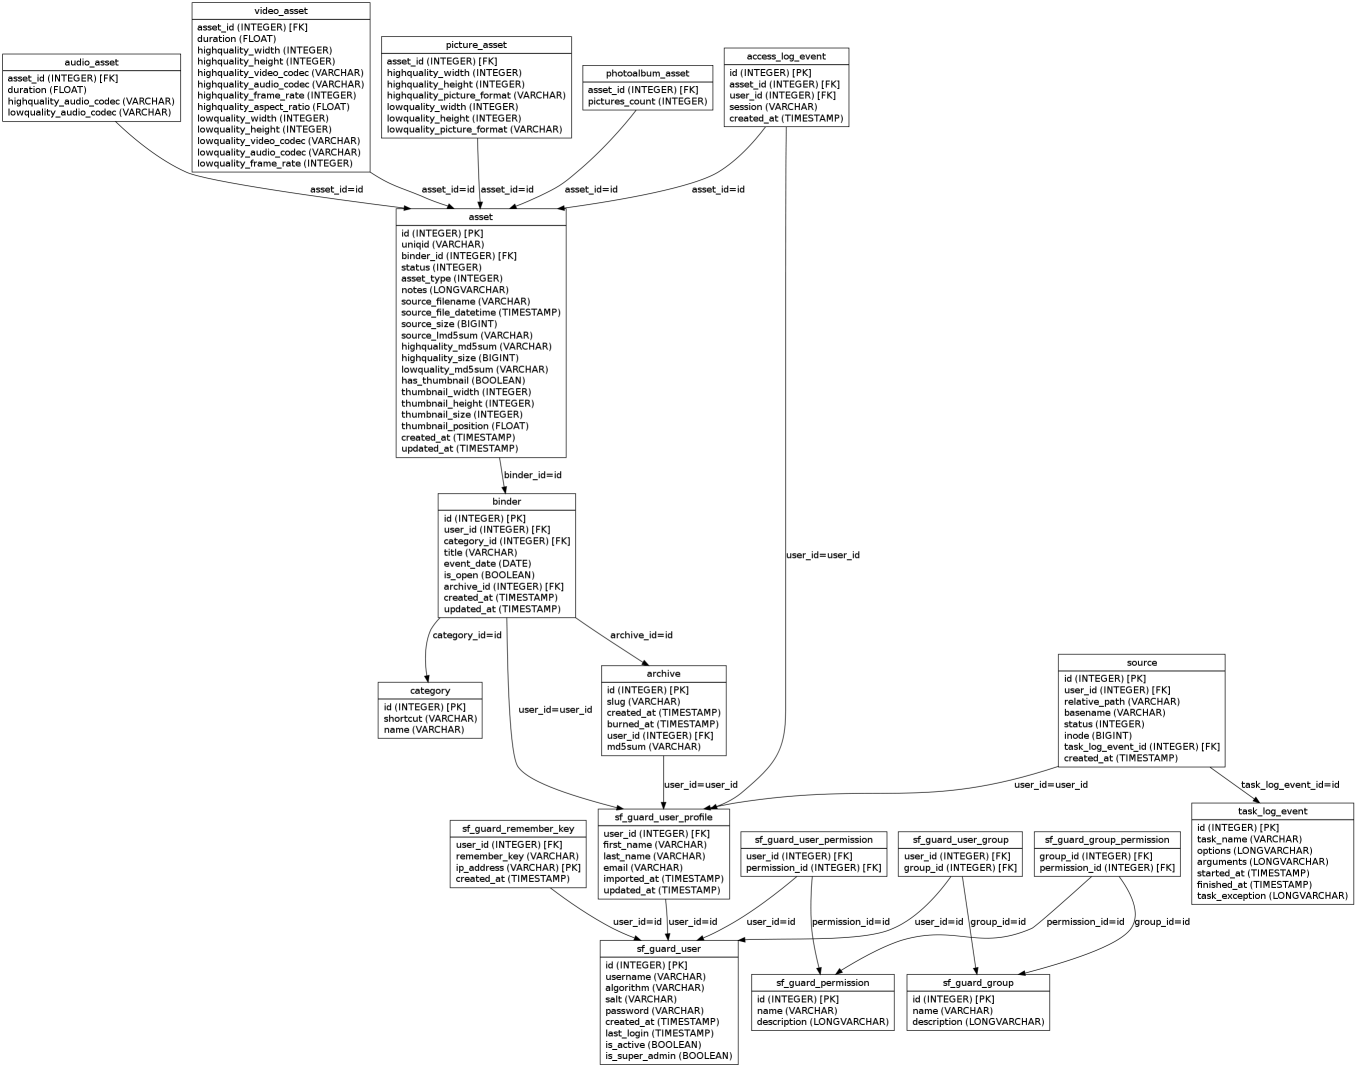 video_asset
asset_id (INTEGER) [FK]
duration (FLOAT)
highquality_width (INTEGER)
highquality_height (INTEGER)
highquality_video_codec (VARCHAR)
highquality_audio_codec (VARCHAR)
highquality_frame_rate (INTEGER)
highquality_aspect_ratio (FLOAT)
lowquality_width (INTEGER)
lowquality_height (INTEGER)
lowquality_video_codec (VARCHAR)
lowquality_audio_codec (VARCHAR)
lowquality_frame_rate (INTEGER)
audio_asset
asset_id (INTEGER) [FK]
duration (FLOAT)
highquality_audio_codec (VARCHAR)
lowquality_audio_codec (VARCHAR)
picture_asset
asset_id (INTEGER) [FK]
highquality_width (INTEGER)
highquality_height (INTEGER)
highquality_picture_format (VARCHAR)
lowquality_width (INTEGER)
lowquality_height (INTEGER)
lowquality_picture_format (VARCHAR)
photoalbum_asset
asset_id (INTEGER) [FK]
pictures_count (INTEGER)
access_log_event
id (INTEGER) [PK]
asset_id (INTEGER) [FK]
user_id (INTEGER) [FK]
session (VARCHAR)
created_at (TIMESTAMP)
asset_id=id
asset_id=id
asset_id=id
asset_id=id
asset_id=id
asset
id (INTEGER) [PK]
uniqid (VARCHAR)
binder_id (INTEGER) [FK]
status (INTEGER)
asset_type (INTEGER)
notes (LONGVARCHAR)
source_filename (VARCHAR)
source_file_datetime (TIMESTAMP)
source_size (BIGINT)
source_lmd5sum (VARCHAR)
highquality_md5sum (VARCHAR)
highquality_size (BIGINT)
lowquality_md5sum (VARCHAR)
has_thumbnail (BOOLEAN)
thumbnail_width (INTEGER)
thumbnail_height (INTEGER)
thumbnail_size (INTEGER)
thumbnail_position (FLOAT)
created_at (TIMESTAMP)
updated_at (TIMESTAMP)
binder_id=id
binder
id (INTEGER) [PK]
user_id (INTEGER) [FK]
category_id (INTEGER) [FK]
title (VARCHAR)
event_date (DATE)
is_open (BOOLEAN)
archive_id (INTEGER) [FK]
created_at (TIMESTAMP)
updated_at (TIMESTAMP)
user_id=user_id
category_id=id
archive_id=id
category
id (INTEGER) [PK]
shortcut (VARCHAR)
name (VARCHAR)
user_id=user_id
archive
id (INTEGER) [PK]
slug (VARCHAR)
created_at (TIMESTAMP)
burned_at (TIMESTAMP)
user_id (INTEGER) [FK]
md5sum (VARCHAR)
source
id (INTEGER) [PK]
user_id (INTEGER) [FK]
relative_path (VARCHAR)
basename (VARCHAR)
status (INTEGER)
inode (BIGINT)
task_log_event_id (INTEGER) [FK]
created_at (TIMESTAMP)
user_id=user_id
user_id=user_id
task_log_event_id=id
sf_guard_remember_key
user_id (INTEGER) [FK]
remember_key (VARCHAR)
ip_address (VARCHAR) [PK]
created_at (TIMESTAMP)
sf_guard_user_profile
user_id (INTEGER) [FK]
first_name (VARCHAR)
last_name (VARCHAR)
email (VARCHAR)
imported_at (TIMESTAMP)
updated_at (TIMESTAMP)
sf_guard_user_permission
user_id (INTEGER) [FK]
permission_id (INTEGER) [FK]
sf_guard_user_group
user_id (INTEGER) [FK]
group_id (INTEGER) [FK]
sf_guard_group_permission
group_id (INTEGER) [FK]
permission_id (INTEGER) [FK]
task_log_event
id (INTEGER) [PK]
task_name (VARCHAR)
options (LONGVARCHAR)
arguments (LONGVARCHAR)
started_at (TIMESTAMP)
finished_at (TIMESTAMP)
task_exception (LONGVARCHAR)
user_id=id
user_id=id
user_id=id
permission_id=id
user_id=id
group_id=id
permission_id=id
group_id=id
sf_guard_user
id (INTEGER) [PK]
username (VARCHAR)
algorithm (VARCHAR)
salt (VARCHAR)
password (VARCHAR)
created_at (TIMESTAMP)
last_login (TIMESTAMP)
is_active (BOOLEAN)
is_super_admin (BOOLEAN)
sf_guard_permission
id (INTEGER) [PK]
name (VARCHAR)
description (LONGVARCHAR)
sf_guard_group
id (INTEGER) [PK]
name (VARCHAR)
description (LONGVARCHAR)